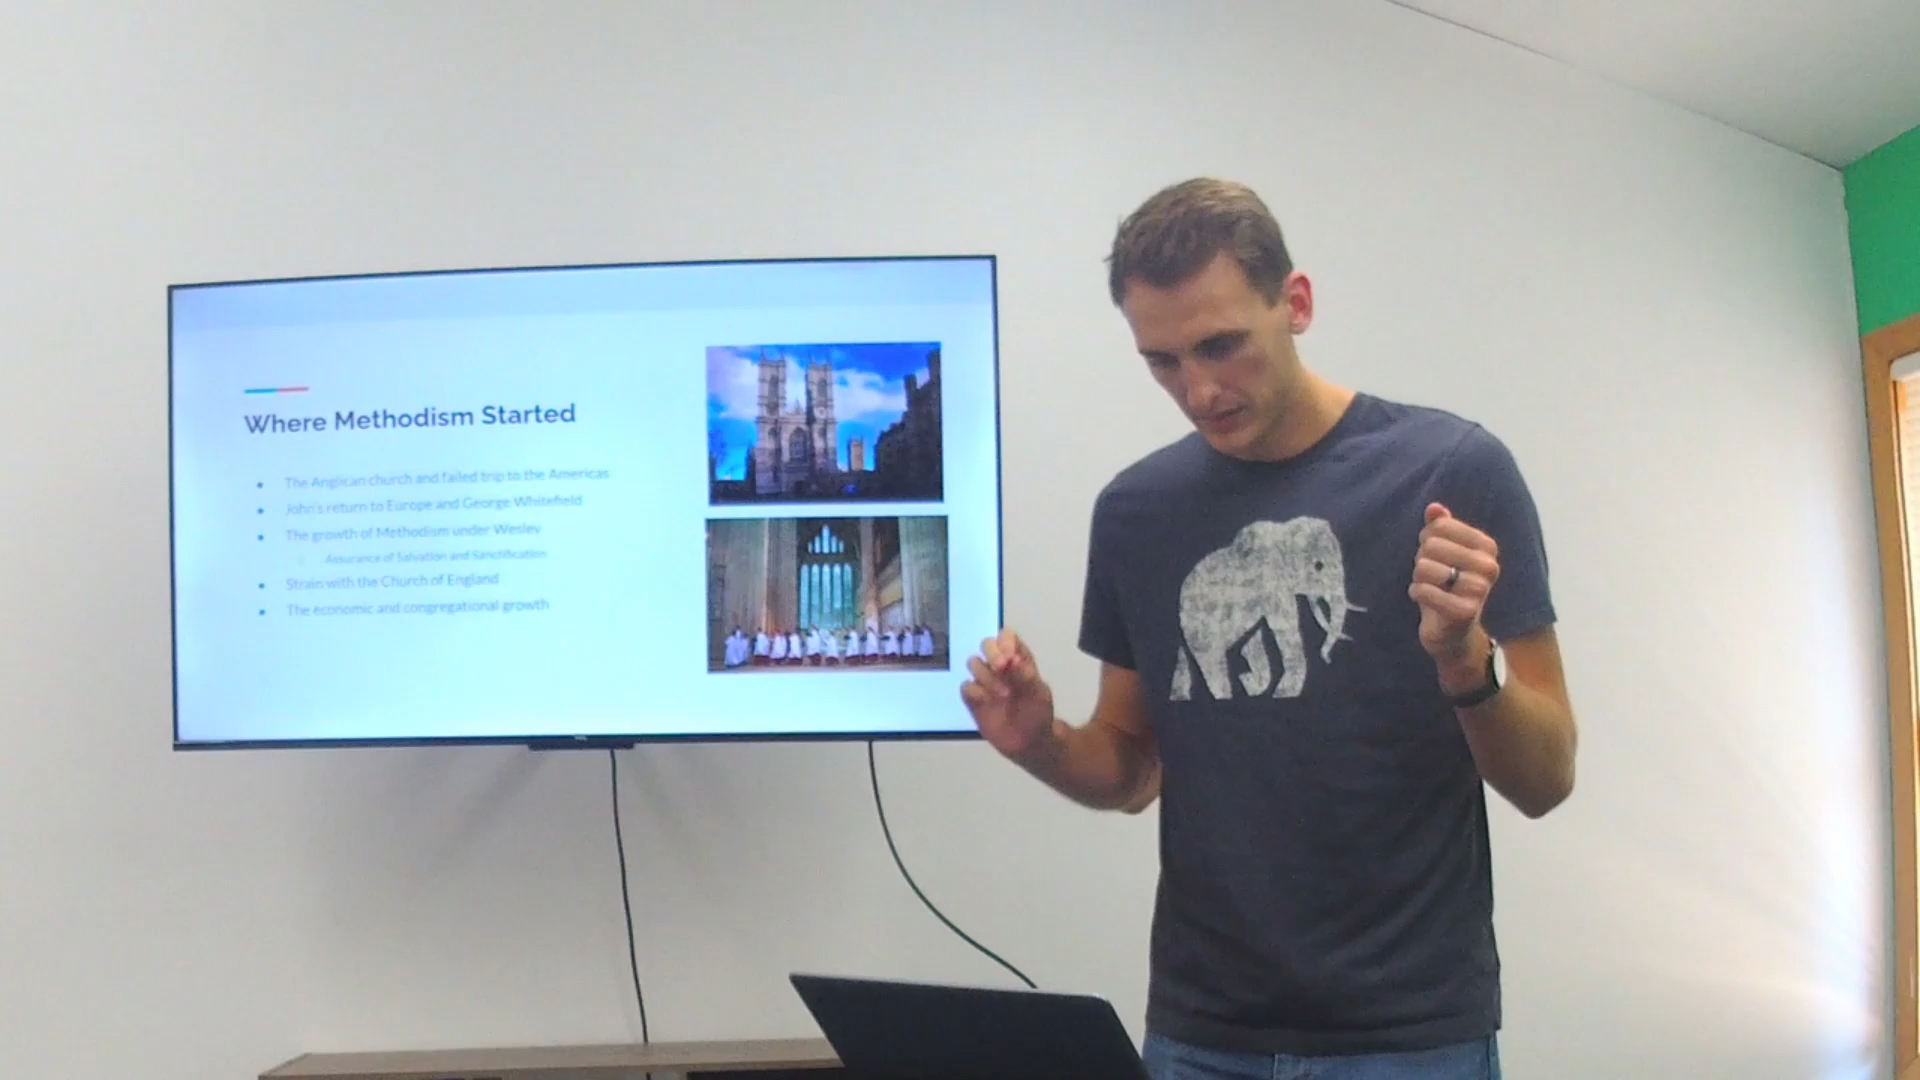 Where Methodism Started
The Anglican church and failed trip to the Americas
John's return to Europe and George Whitefield
The growth of Methodism under Wesley
Assurance of Salvation and Sanctification
Strain with the Church of England
The economic and congregational growth